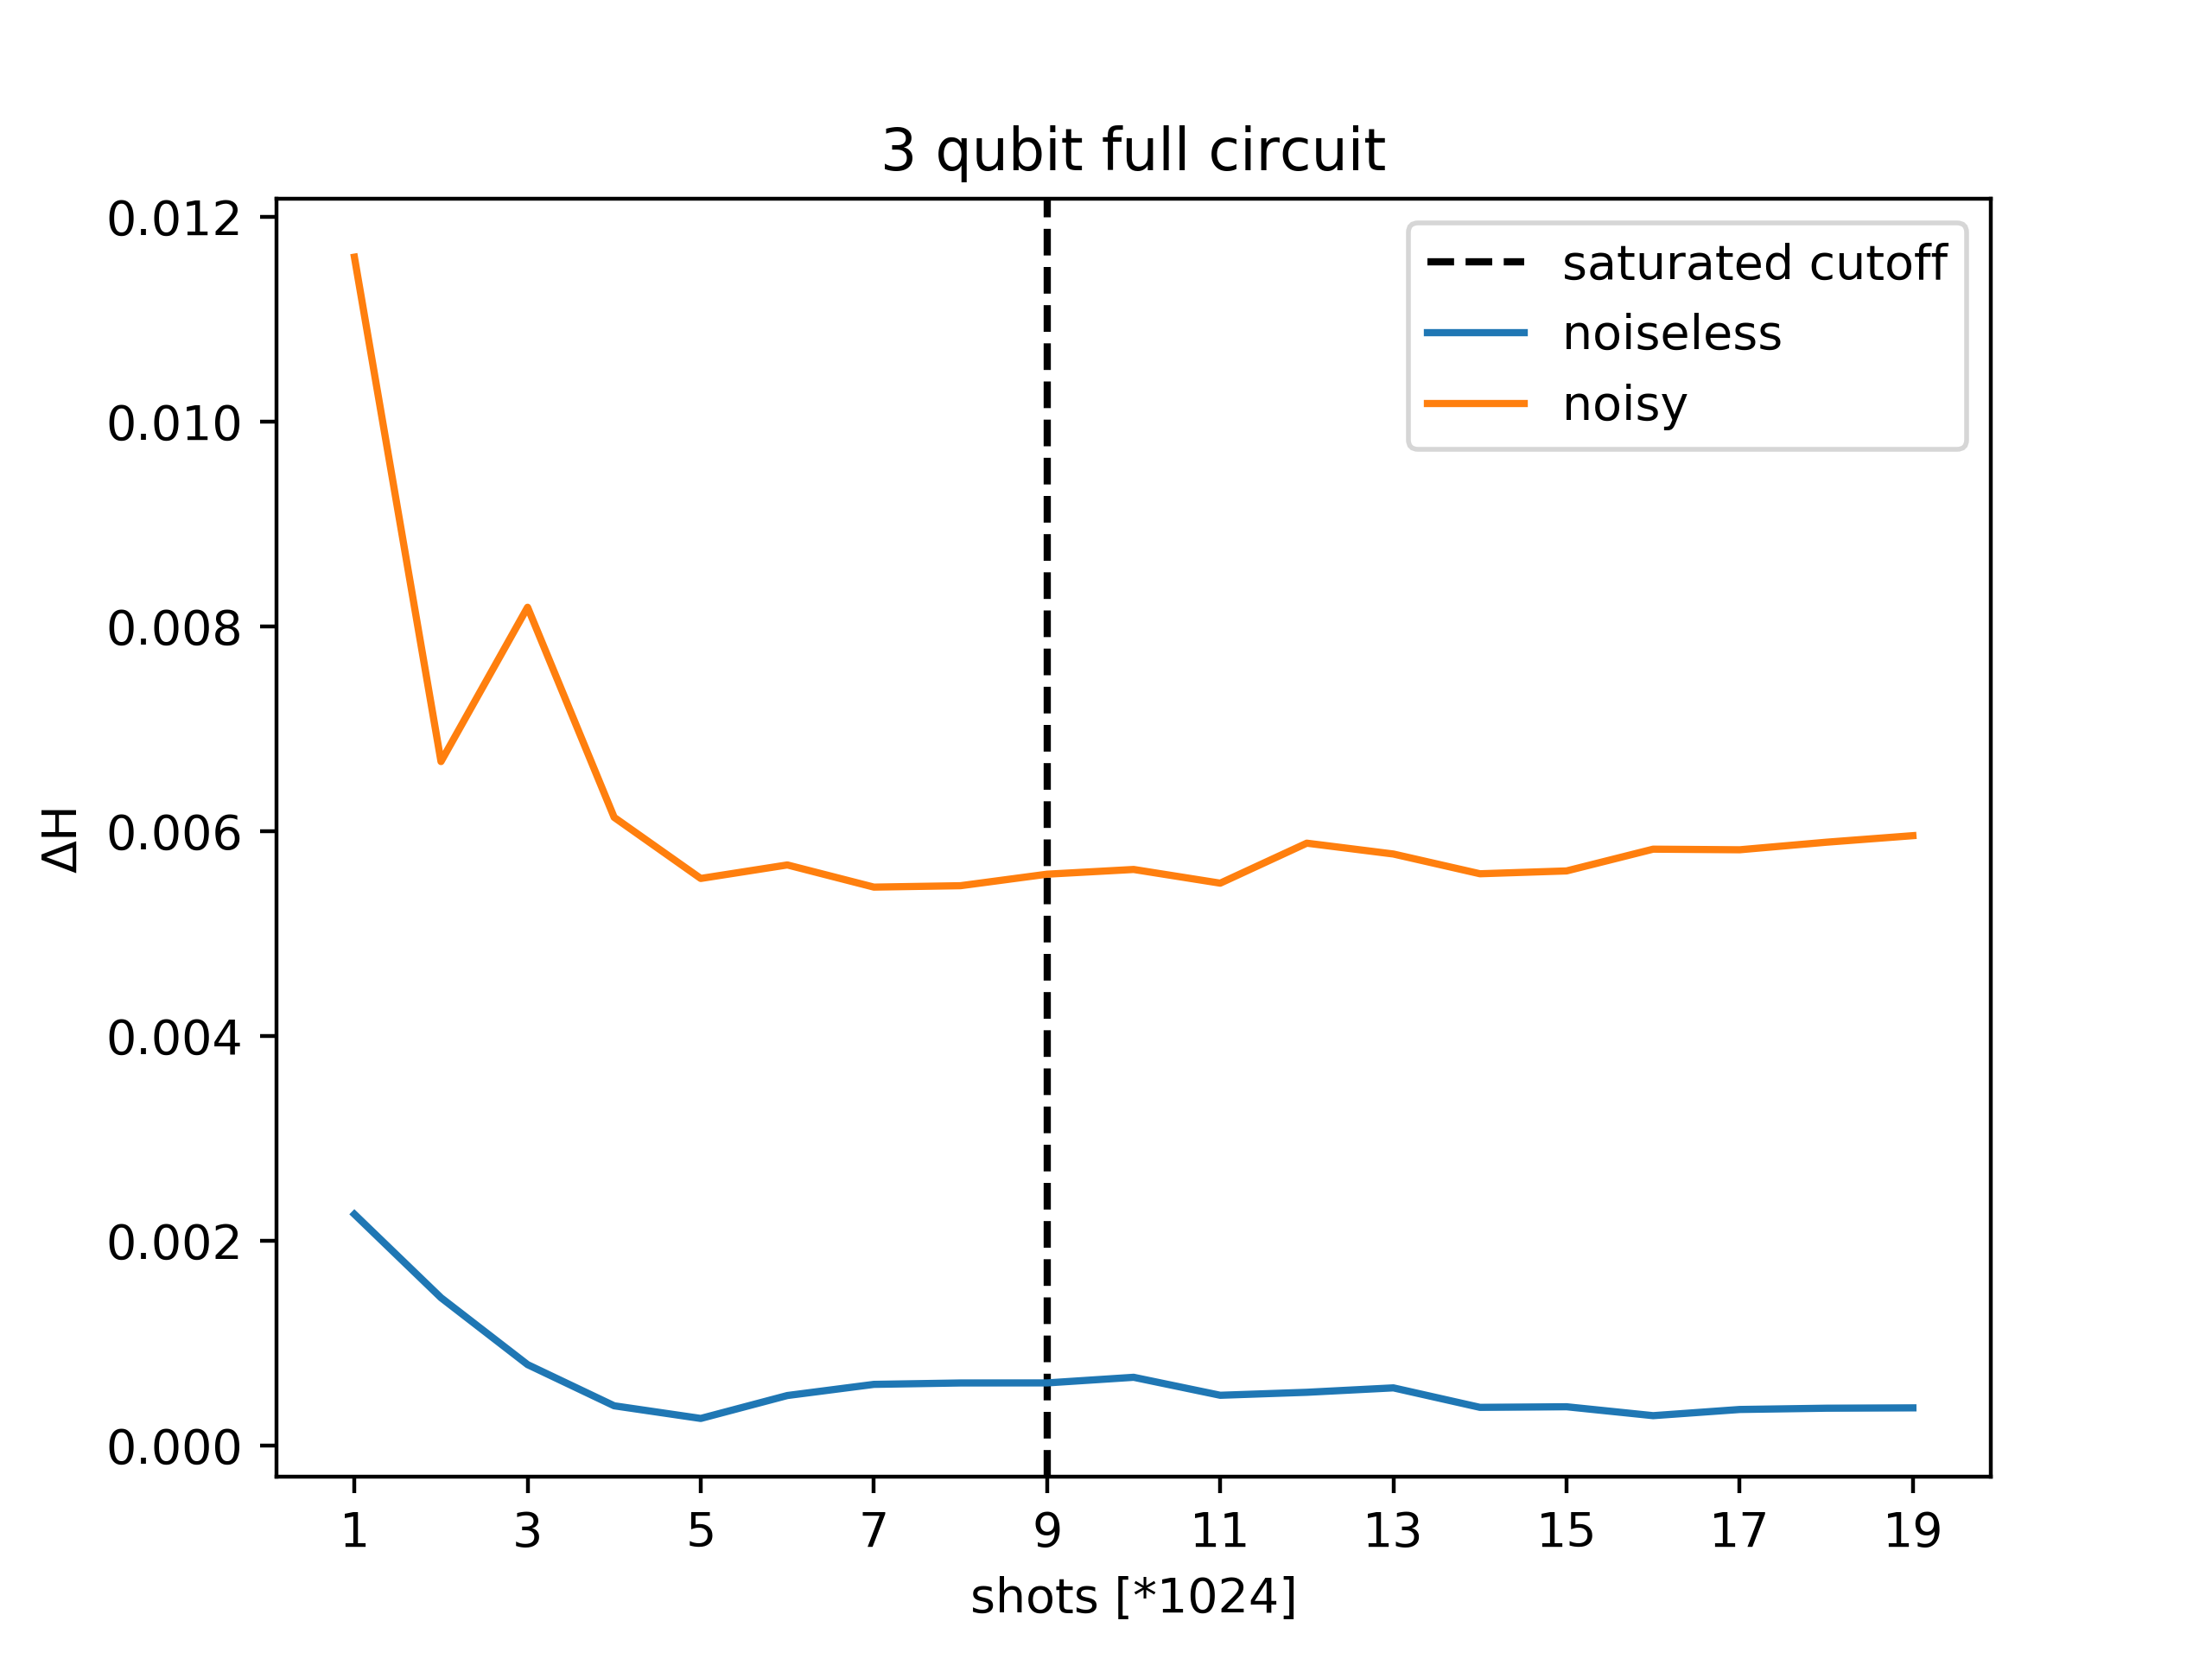 3 qubit full circuit
0.012
0.010
0.008
0.006
0.004
0.002
0.000
ΔH
saturated cutoff
noiseless
noisy
1 3 5 7 9 11 13 15 17 19
shots [*1024]